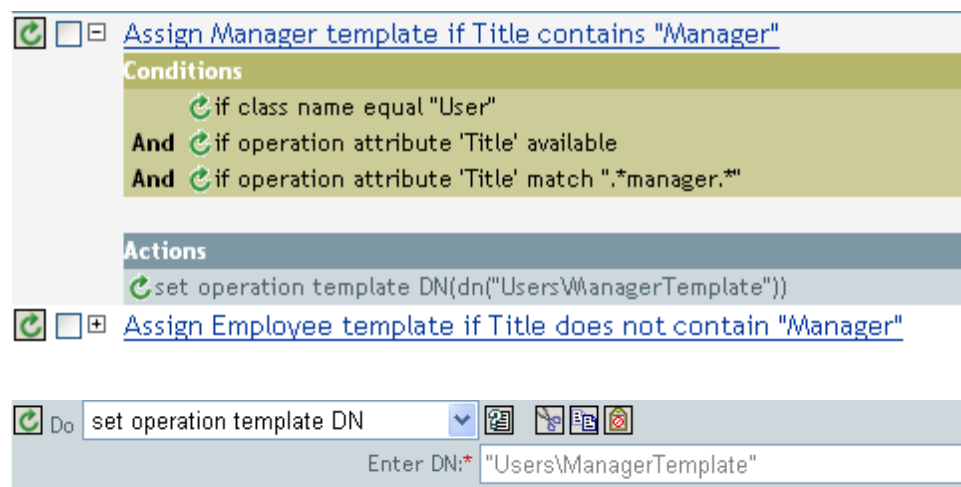 Assign Manager template if Title contains "Manager"
Conditions
if class name equal "User"
And if operation attribute 'Title' available
And if operation attribute 'Title' match ".*manager.*"
Actions
set operation template DN(dn("Users\ManagerTemplate"))
Assign Employee template if Title does not contain "Manager"
Do set operation template DN
Enter DN:* "Users\ManagerTemplate"